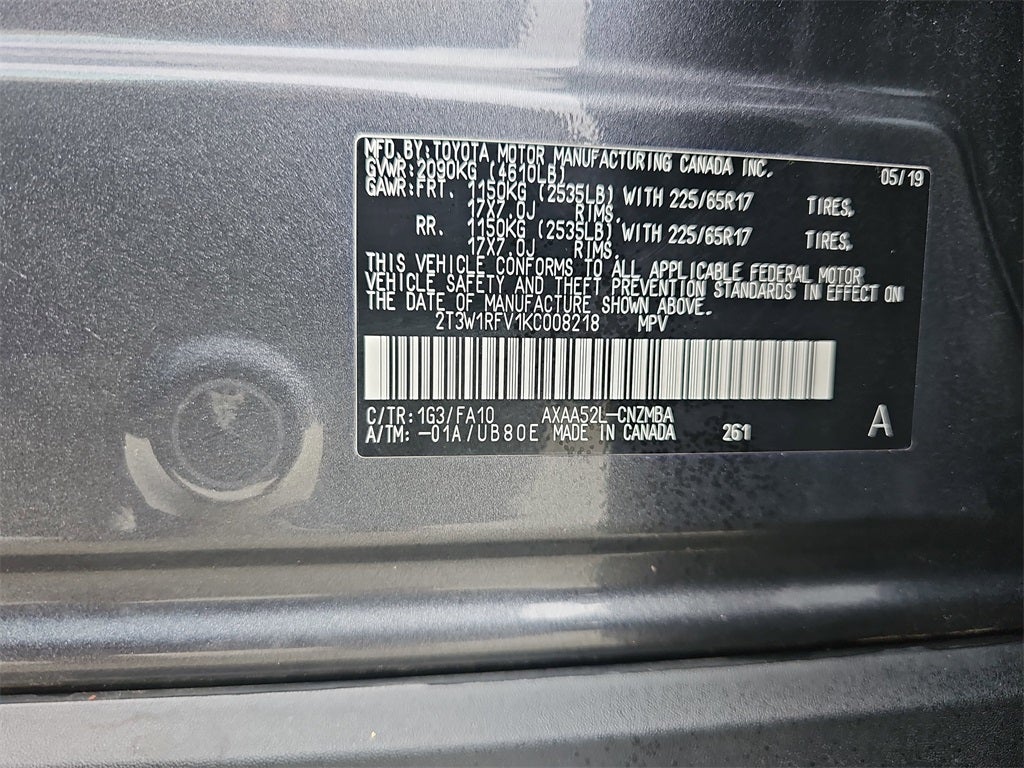 MFD. BY: TOYOTA MOTOR MANUFACTURING CANADA INC.
GVWR: 2090KG (4610LB) 05/19
GAWR: FRT. 1150KG (2535LB) WITH 225/65R17 TIRES,
17X7.0J RIMS.
RR. 1150KG (2535LB) WITH 225/65R17 TIRES,
17X7.0J RIMS.
THIS VEHICLE CONFORMS TO ALL APPLICABLE FEDERAL MOTOR
VEHICLE SAFETY AND THEFT PREVENTION STANDARDS IN EFFECT ON
THE DATE OF MANUFACTURE SHOWN ABOVE.
2T3W1RFV1KC008218 MPV
C/TR: 1G3/FA10 AXAA52L-CNZMBA
A/TM: -01A/UB80E MADE IN CANADA 261 A